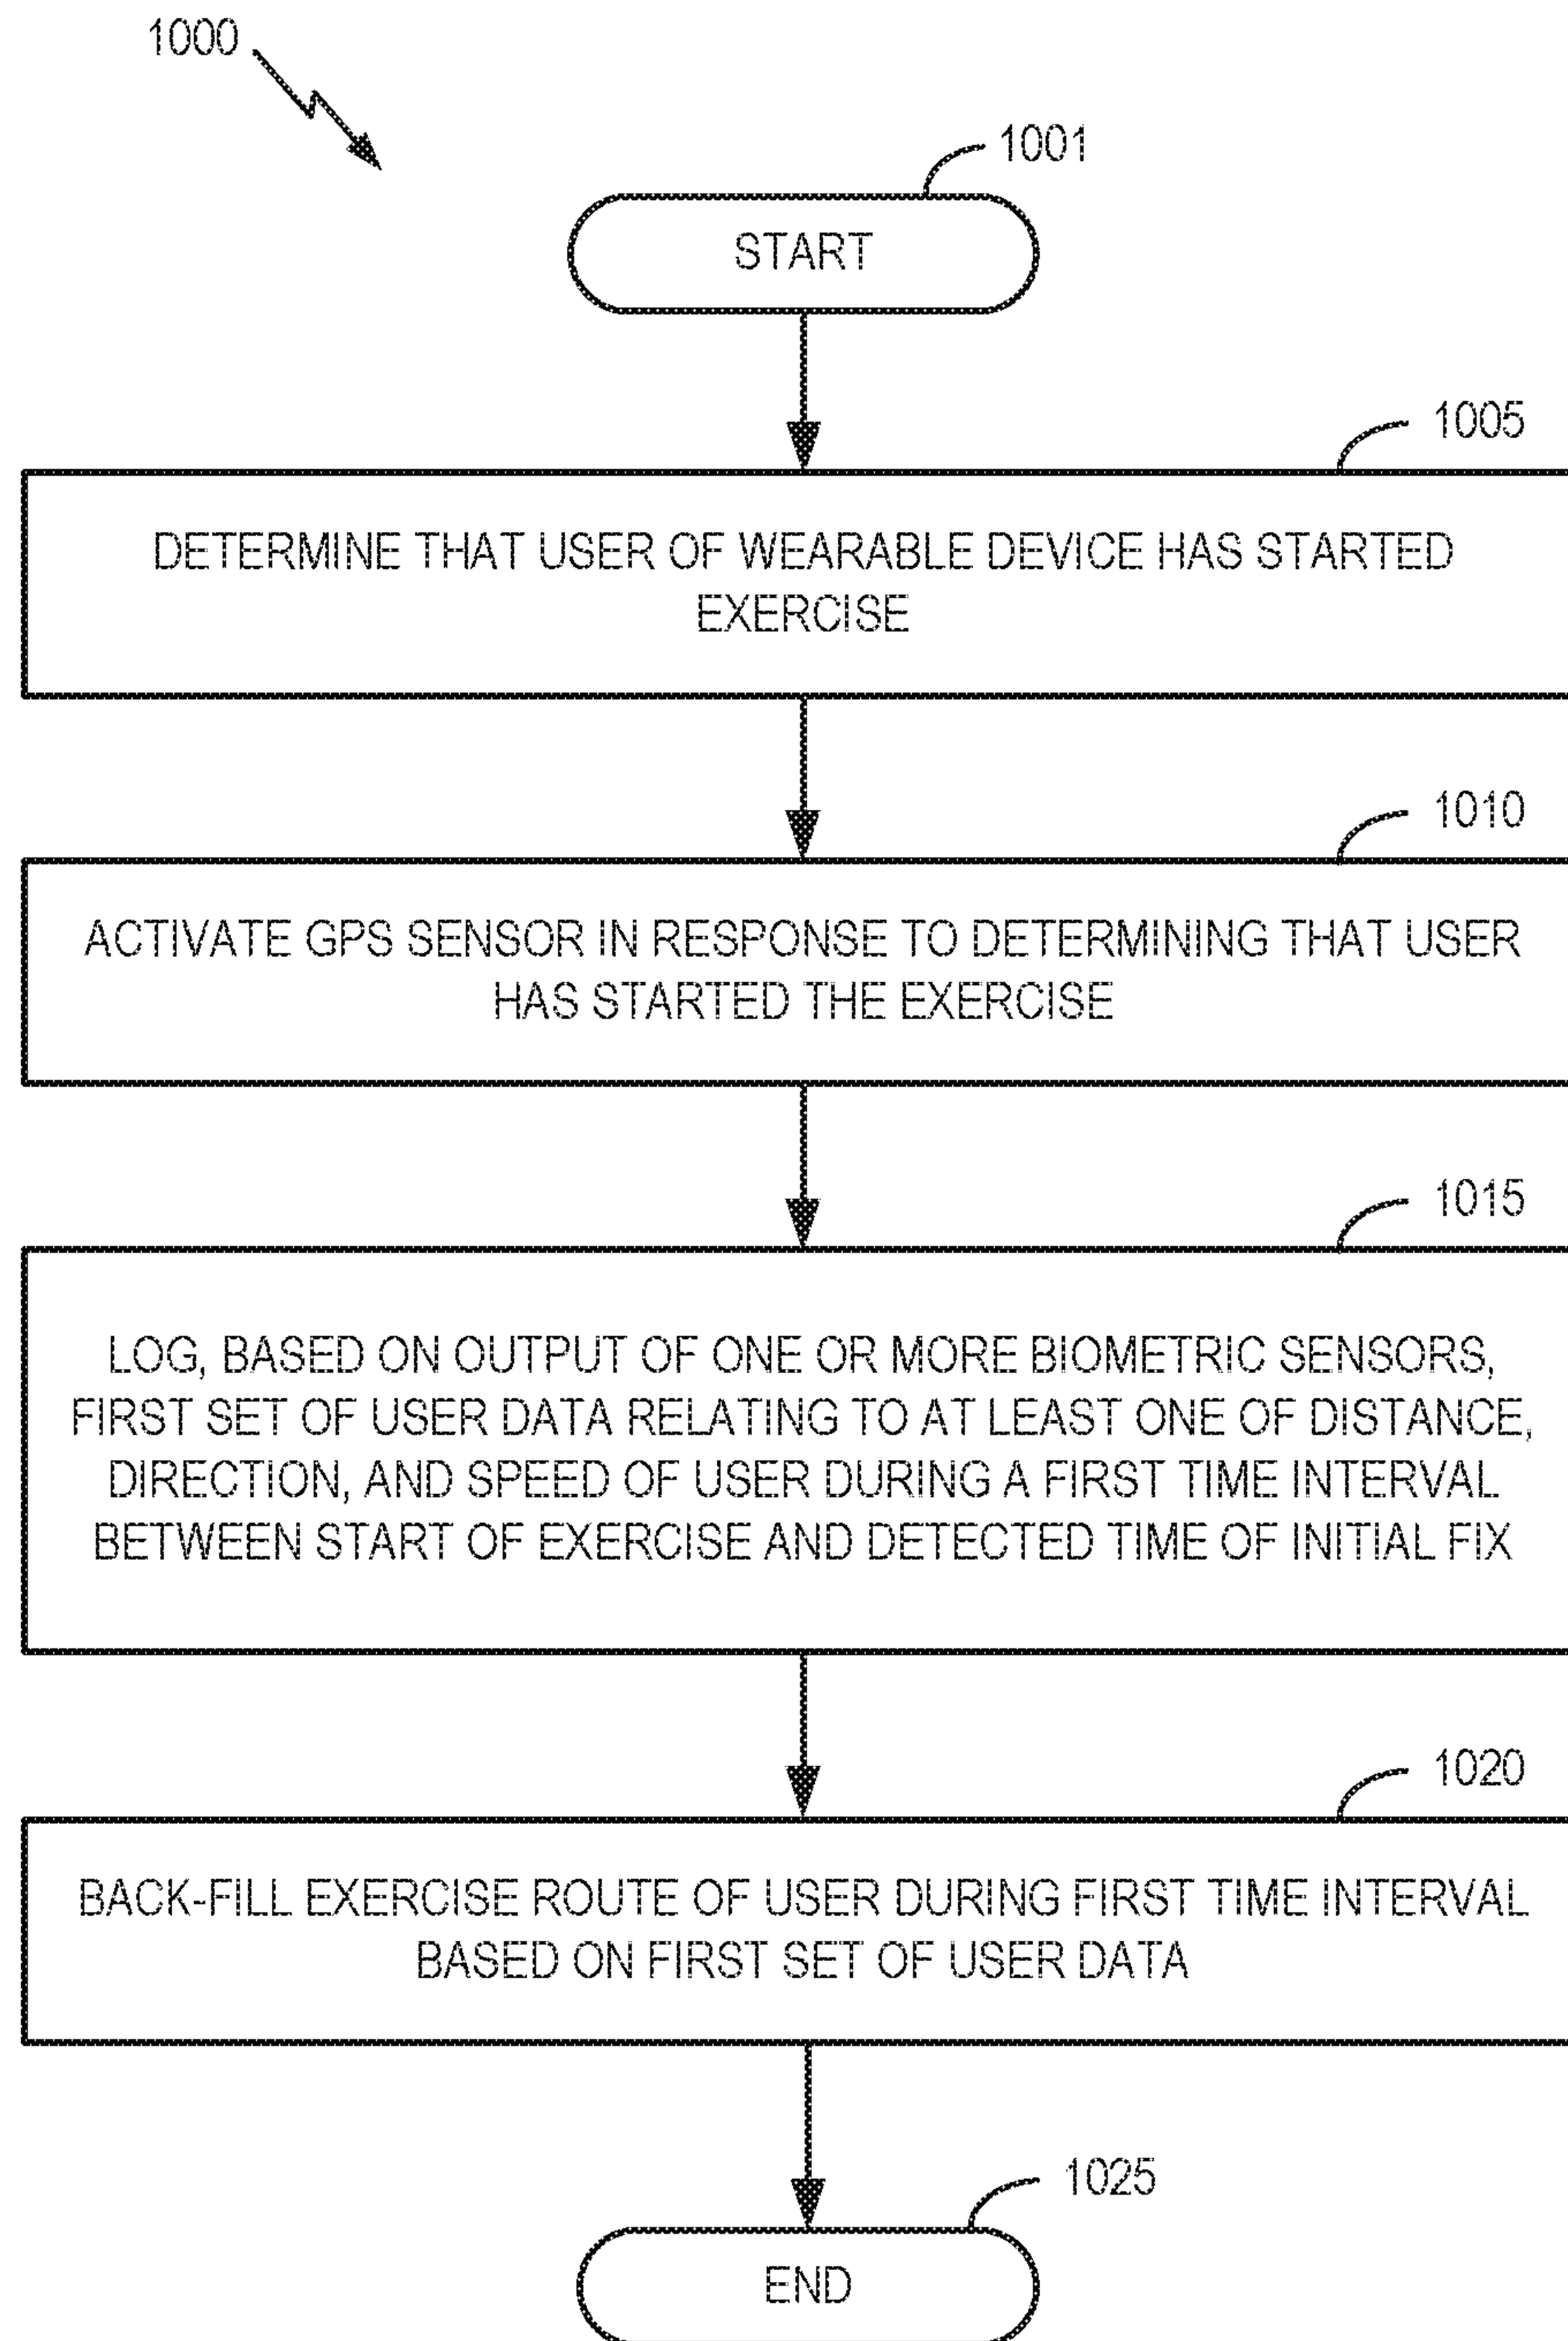 1000
1001
START
1005
DETERMINE THAT USER OF WEARABLE DEVICE HAS STARTED
EXERCISE
1010
ACTIVATE GPS SENSOR IN RESPONSE TO DETERMINING THAT USER
HAS STARTED THE EXERCISE
1015
LOG, BASED ON OUTPUT OF ONE OR MORE BIOMETRIC SENSORS,
FIRST SET OF USER DATA RELATING TO AT LEAST ONE OF DISTANCE,
DIRECTION, AND SPEED OF USER DURING A FIRST TIME INTERVAL
BETWEEN START OF EXERCISE AND DETECTED TIME OF INITIAL FIX
1020
BACK-FILL EXERCISE ROUTE OF USER DURING FIRST TIME INTERVAL
BASED ON FIRST SET OF USER DATA
1025
END